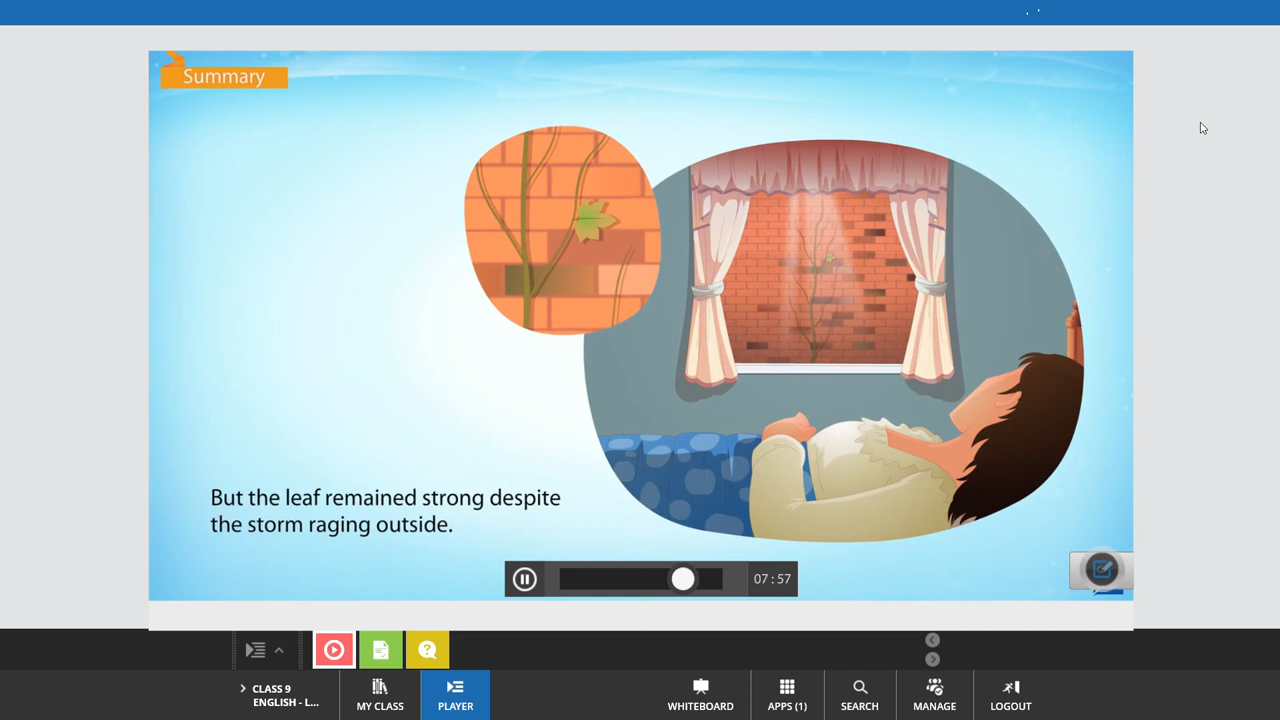 Summary
But the leaf remained strong despite
the storm raging outside.
07 : 57
CLASS 9
ENGLISH - L...
MY CLASS
PLAYER
WHITEBOARD
APPS (1)
SEARCH
MANAGE
LOGOUT